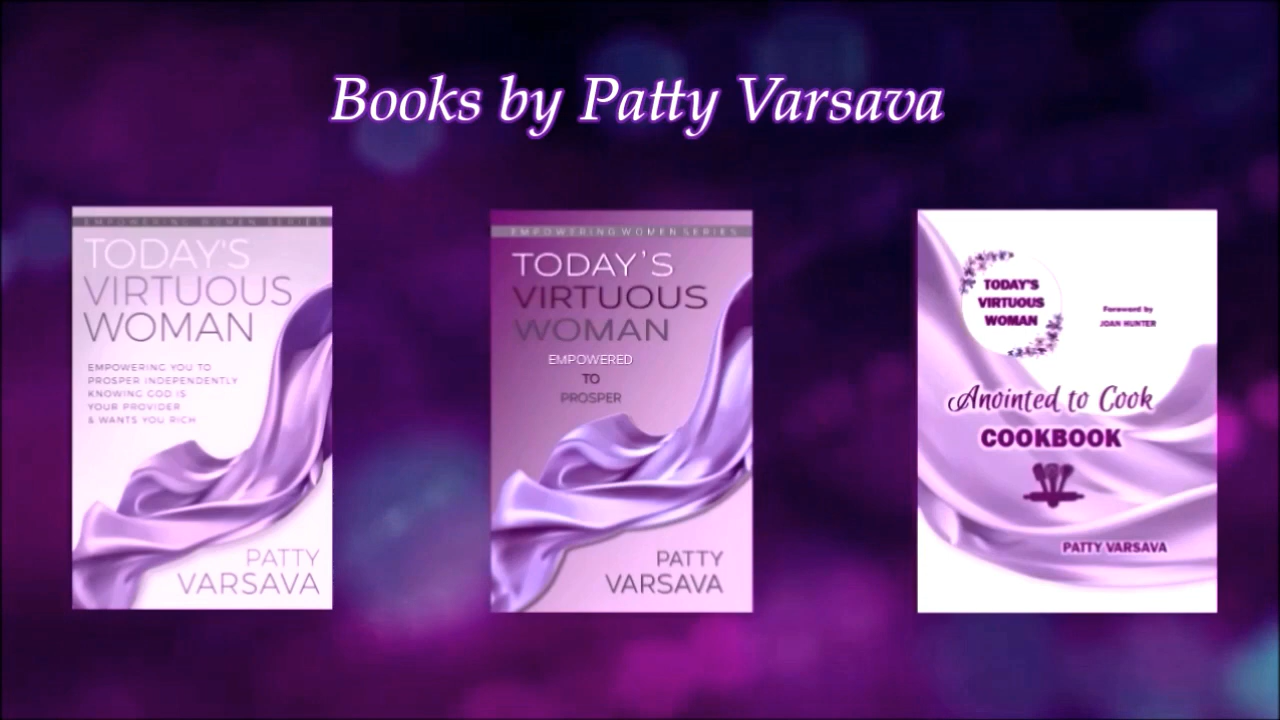 Books by Patty Varsava
EMPOWERING WOMEN SERIES
TODAY'S
VIRTUOUS
WOMAN
EMPOWERING YOU TO
PROSPER INDEPENDENTLY
KNOWING GOD IS
YOUR PROVIDER
& WANTS YOU RICH
PATTY
VARSAVA
EMPOWERING WOMEN SERIES
TODAY'S
VIRTUOUS
WOMAN
EMPOWERED
TO
PROSPER
PATTY
VARSAVA
TODAY'S
VIRTUOUS
WOMAN
Foreword by
JOAN HUNTER
Anointed to Cook
COOKBOOK
PATTY VARSAVA